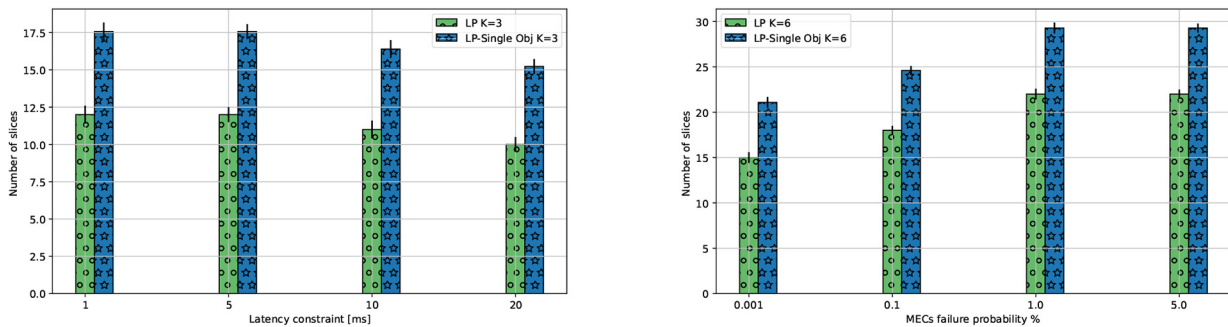 Number of slices
17.5
15.0
12.5
10.0
7.5
5.0
2.5
0.0
LP K=3
LP-Single Obj K=3
1 5 10 20
Latency constraint [ms]
Number of slices
30
25
20
15
10
5
0
LP K=6
LP-Single Obj K=6
0.001 0.1 1.0 5.0
MECs failure probability %